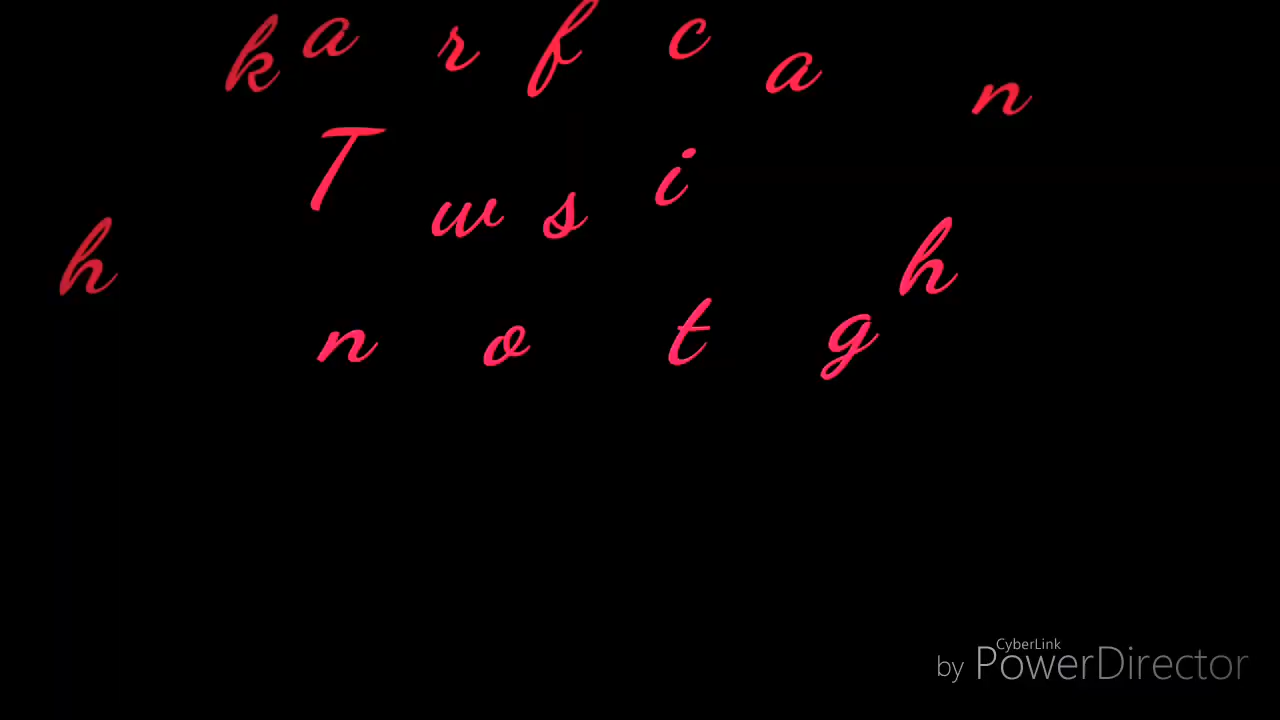 k a r f c a n
T w s i
h h
n o t g
CyberLink
by PowerDirector